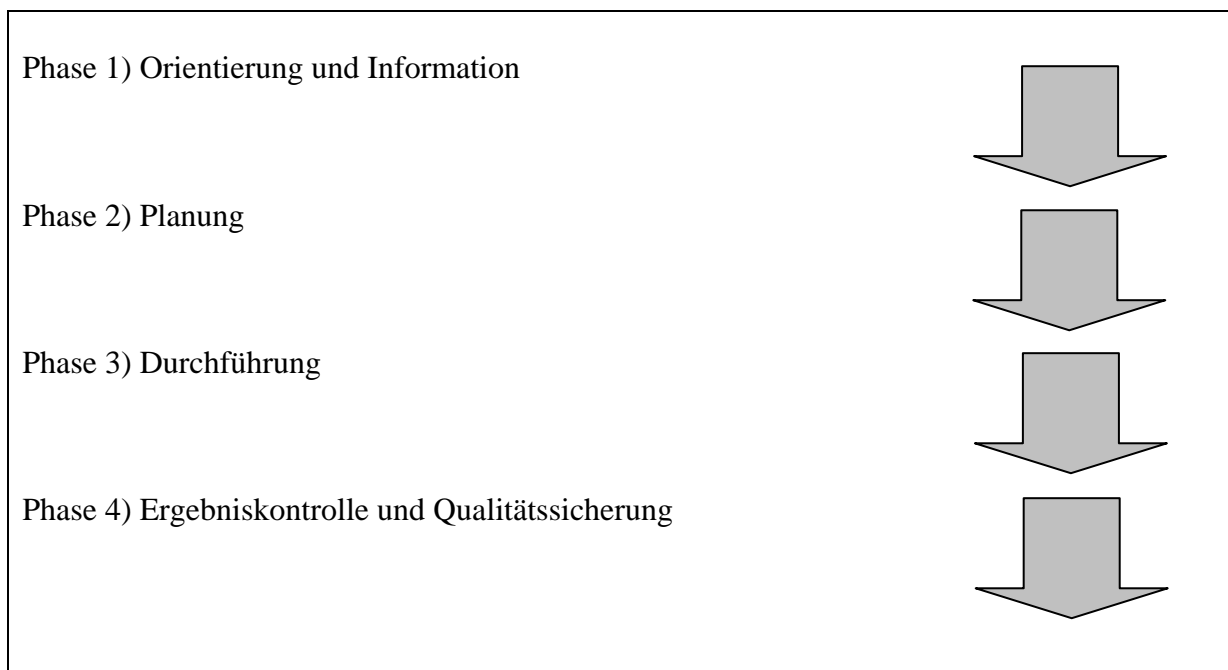 Phase 1) Orientierung und Information
Phase 2) Planung
Phase 3) Durchführung
Phase 4) Ergebniskontrolle und Qualitätssicherung